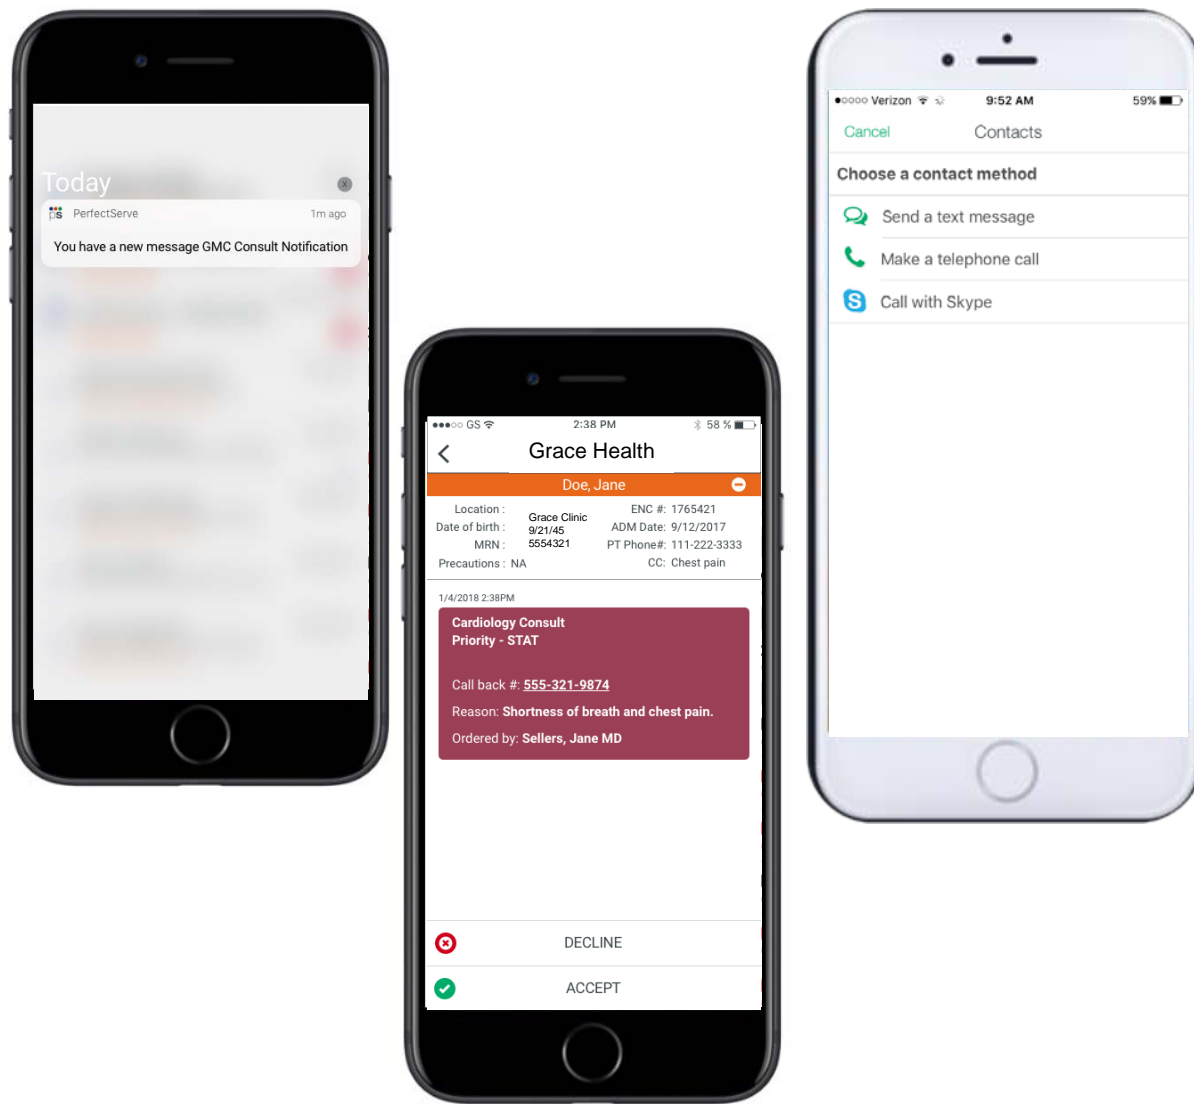 Today
x
ps PerfectServe 1m ago
You have a new message GMC Consult Notification
GS 2:38 PM 58 %
Grace Health
Doe, Jane
Location : Grace Clinic ENC #: 1765421
Date of birth : 9/21/45 ADM Date: 9/12/2017
MRN : 5554321 PT Phone#: 111-222-3333
Precautions : NA CC: Chest pain
1/4/2018 2:38PM
Cardiology Consult
Priority - STAT
Call back #: 555-321-9874
Reason: Shortness of breath and chest pain.
Ordered by: Sellers, Jane MD
DECLINE
ACCEPT
Verizon 9:52 AM 59%
Cancel Contacts
Choose a contact method
Send a text message
Make a telephone call
S Call with Skype